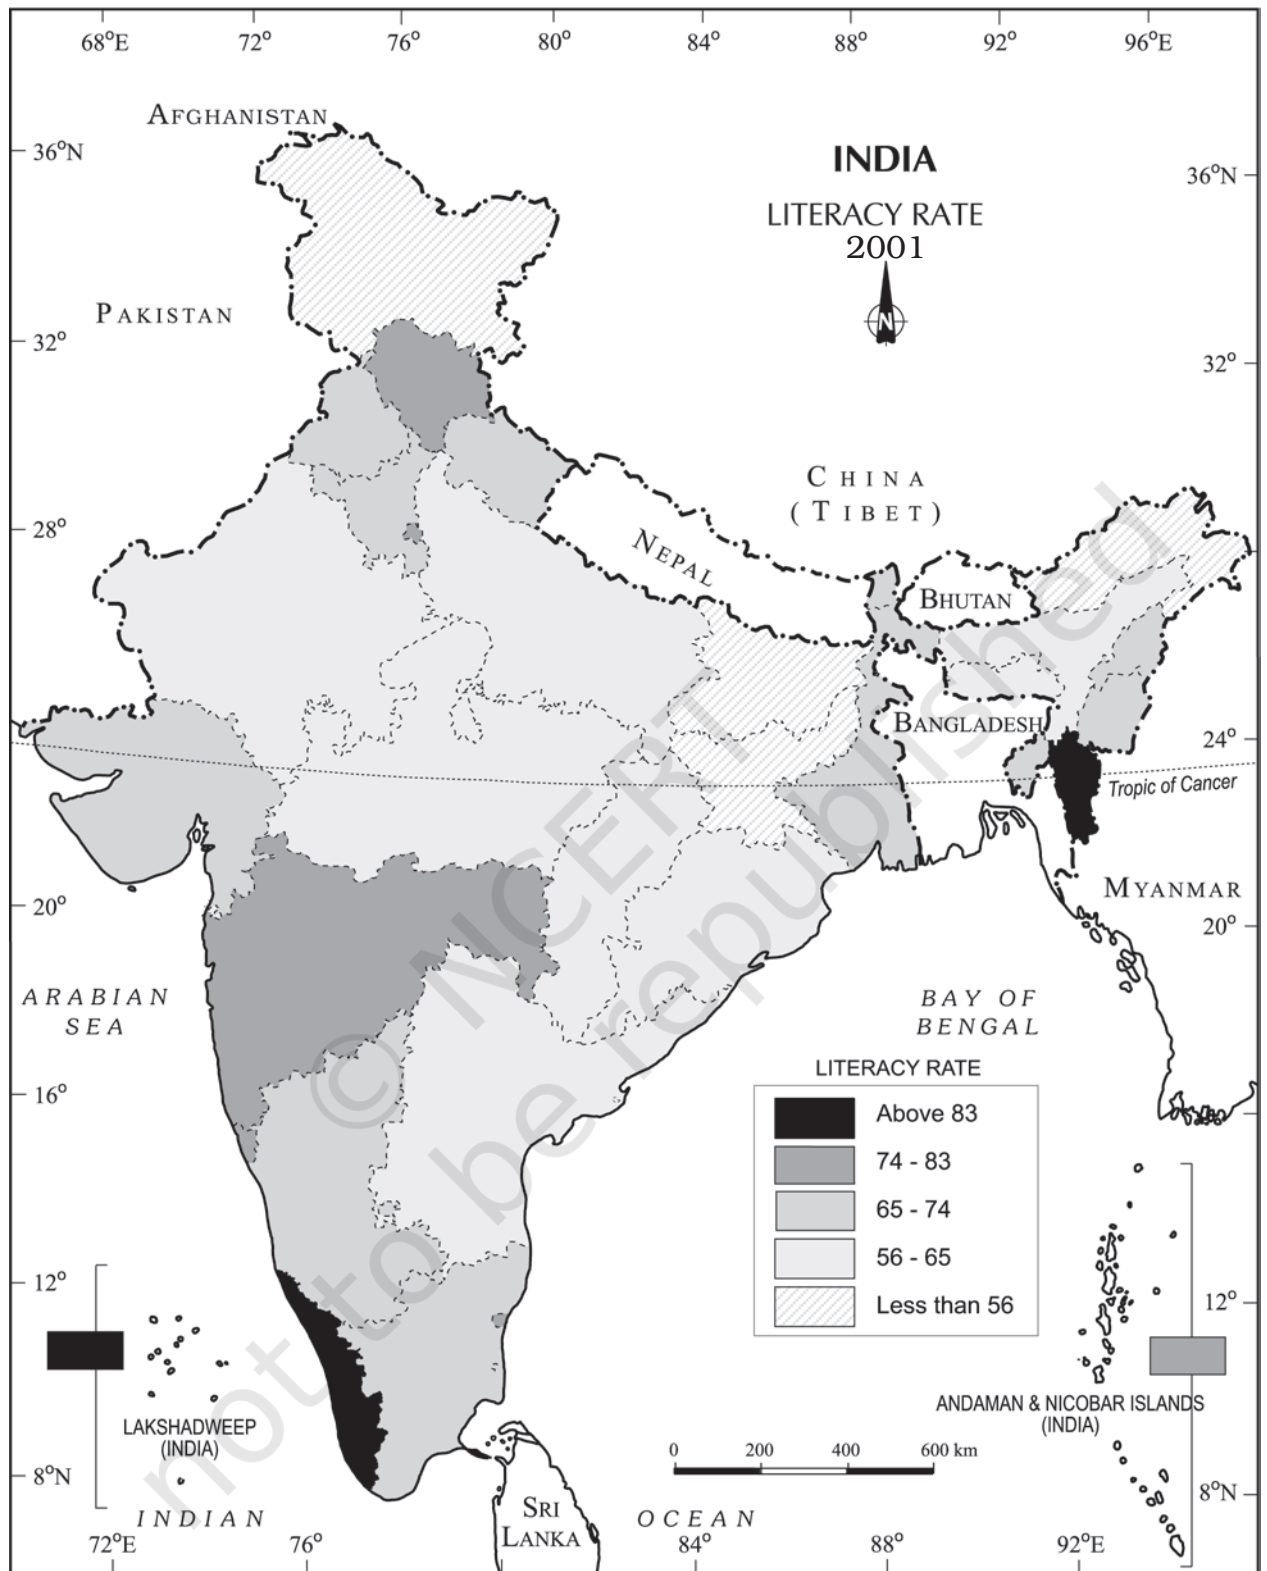 68°E 72° 76° 80° 84° 88° 92° 96°E
AFGHANISTAN
36°N
INDIA
36°N
LITERACY RATE
2001
N
PAKISTAN
32°
32°
CHINA
(TIBET)
28°
NEPAL
BHUTAN
BANGLADESH
24°
Tropic of Cancer
MYANMAR
20°
20°
ARABIAN
SEA
BAY OF
BENGAL
LITERACY RATE
16°
Above 83
74 - 83
65 - 74
56 - 65
Less than 56
12°
12°
LAKSHADWEEP
(INDIA)
ANDAMAN & NICOBAR ISLANDS
(INDIA)
0 200 400 600 km
8°N
8°N
INDIAN
OCEAN
SRI
LANKA
72°E 76° 84° 88° 92°E
© NCERT
not to be republished